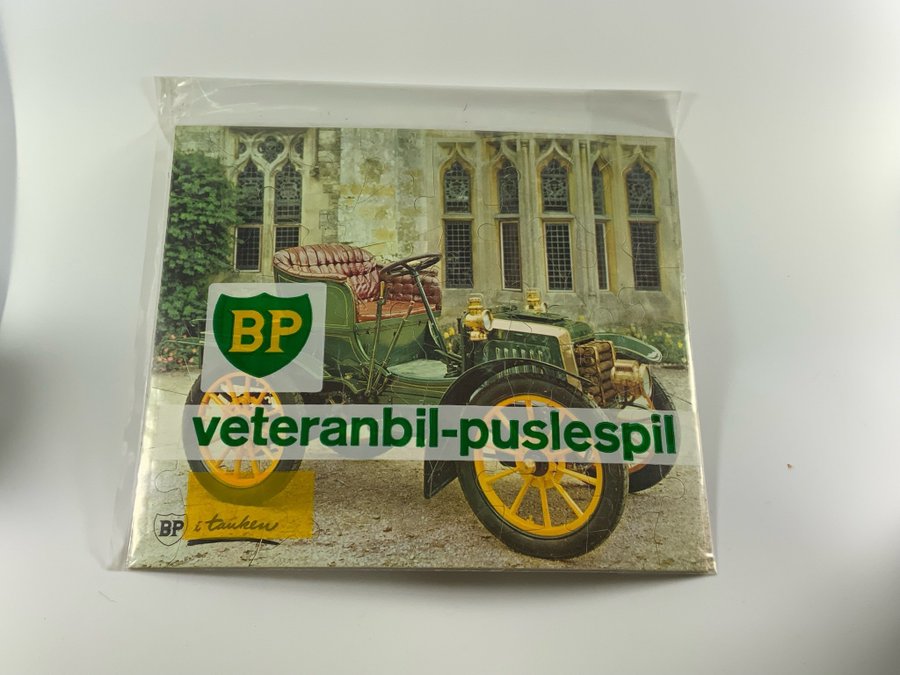 BP
veteranbil-puslespil
BP i tanken